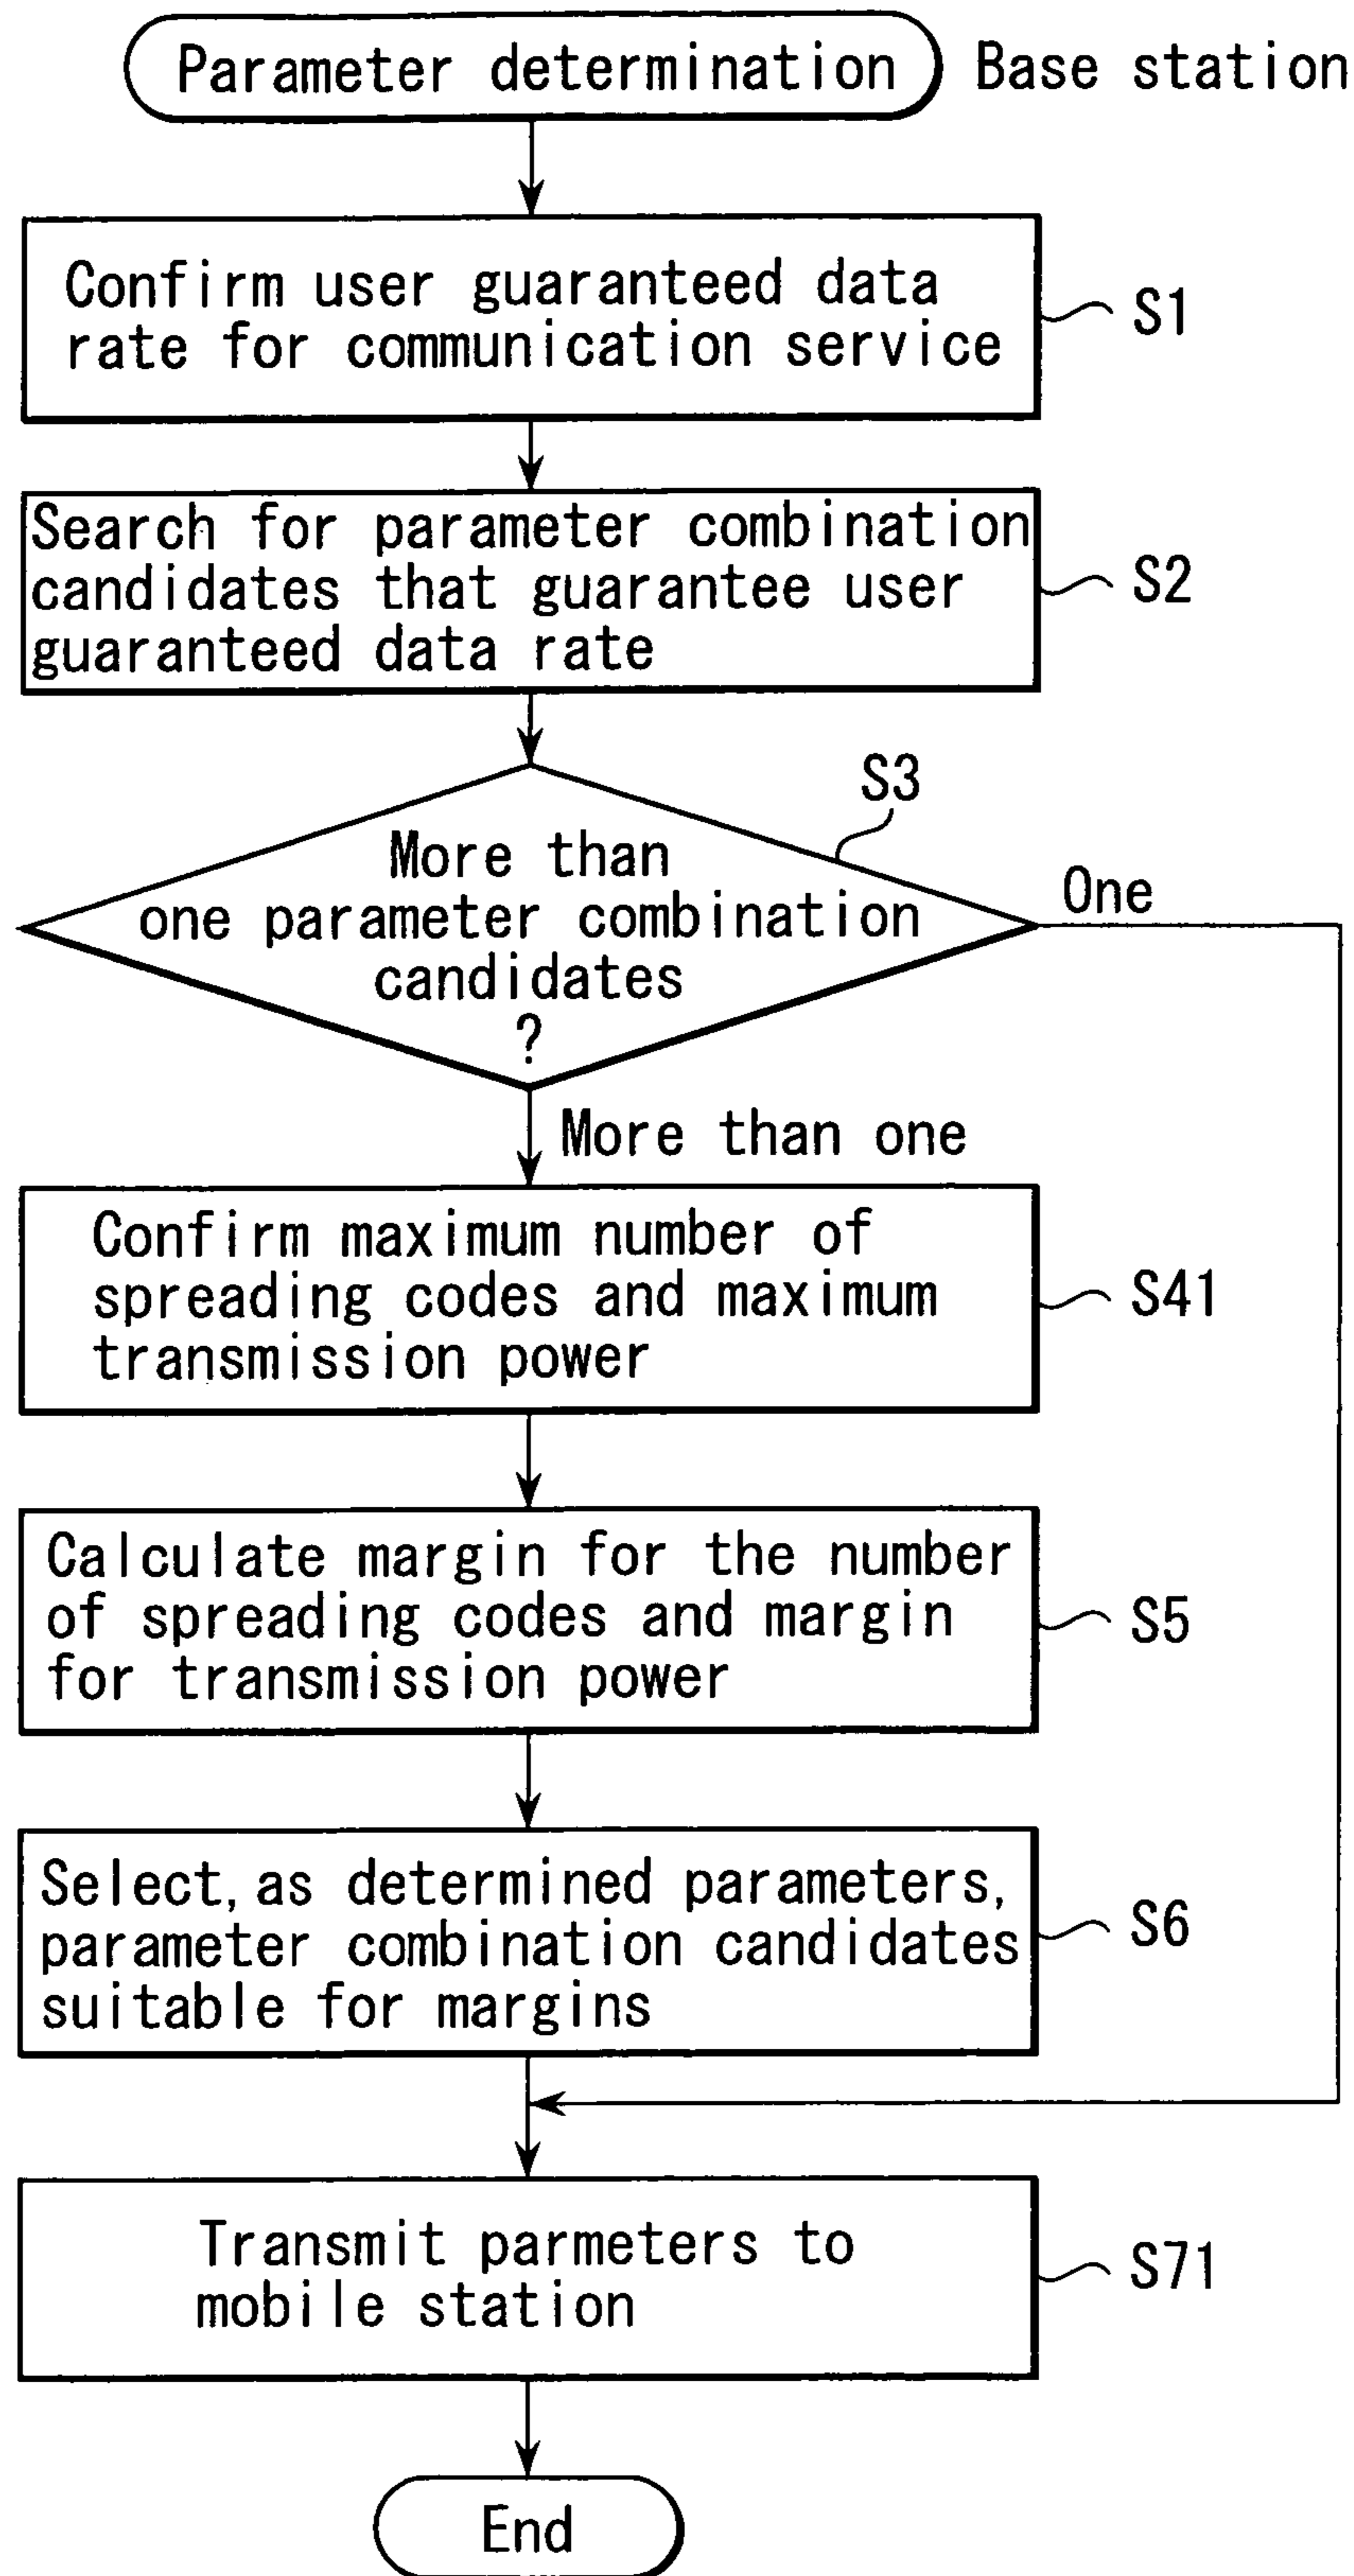 Parameter determination
Base station
Confirm user guaranteed data
rate for communication service
S1
Search for parameter combination
candidates that guarantee user
guaranteed data rate
S2
S3
More than
one parameter combination
candidates
?
One
More than one
Confirm maximum number of
spreading codes and maximum
transmission power
S41
Calculate margin for the number
of spreading codes and margin
for transmission power
S5
Select, as determined parameters,
parameter combination candidates
suitable for margins
S6
Transmit parmeters to
mobile station
S71
End